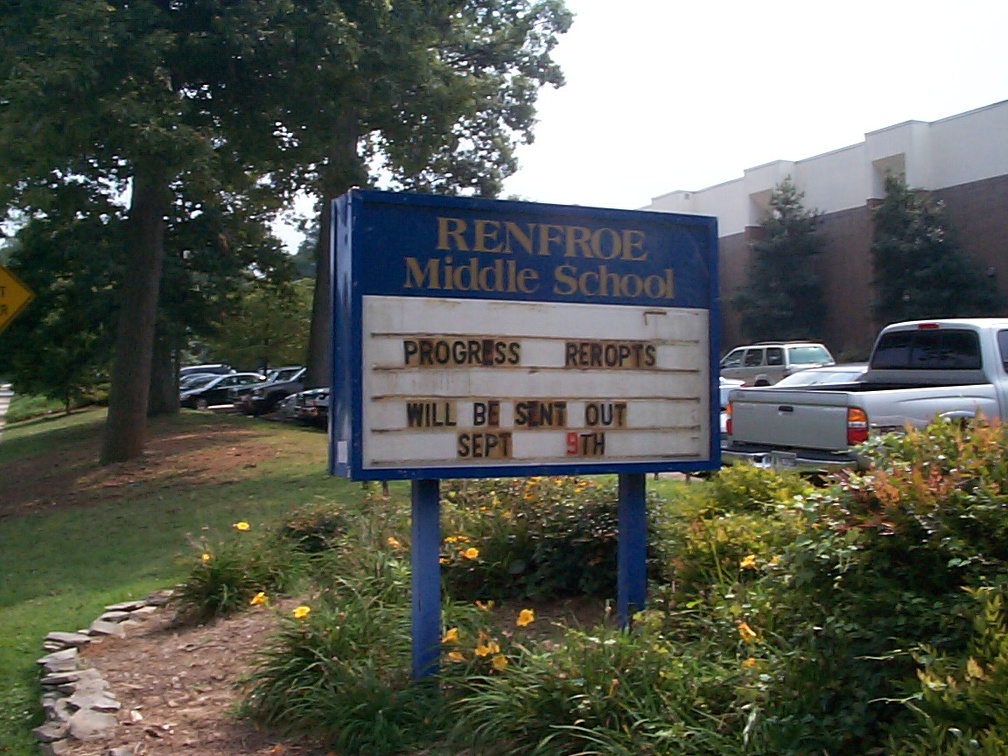 RENFROE
Middle School
PROGRESS REROPTS
WILL BE SENT OUT
SEPT 9TH